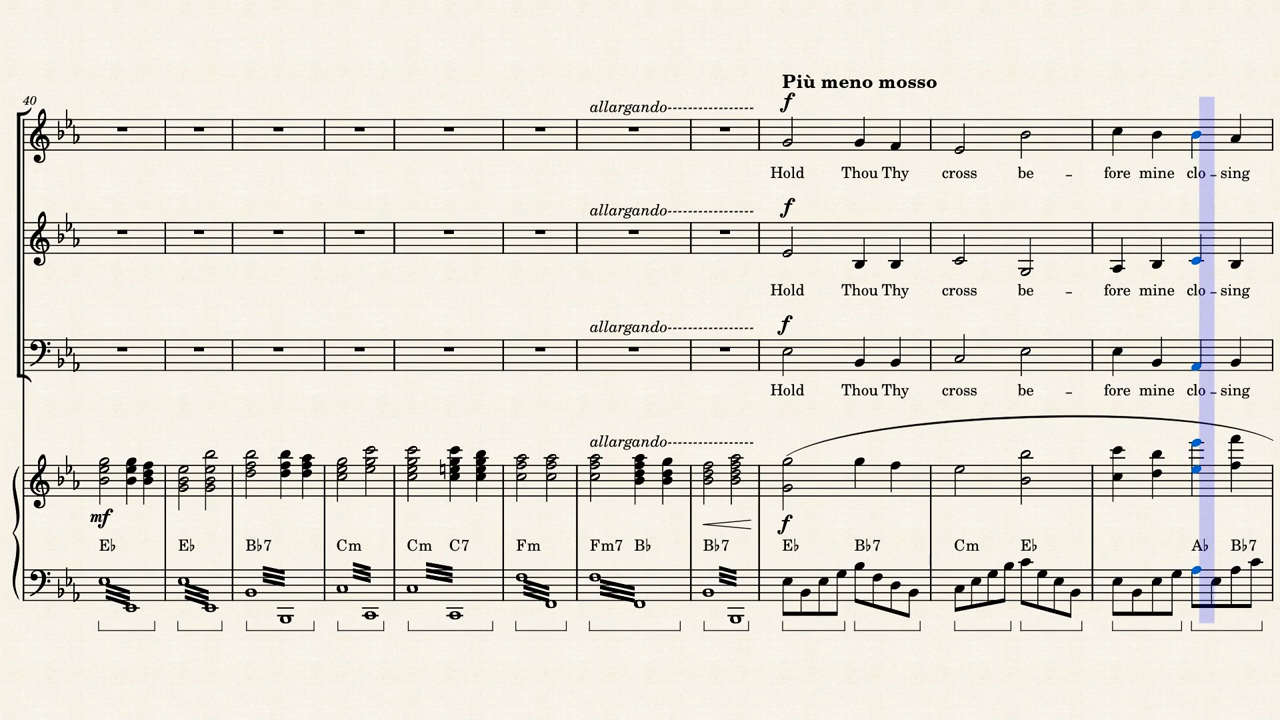 Più meno mosso
40
allargando
f
Hold Thou Thy cross be - fore mine clo - sing
allargando
f
Hold Thou Thy cross be - fore mine clo - sing
allargando
f
Hold Thou Thy cross be - fore mine clo - sing
allargando
mf
f
E♭ E♭ B♭7 Cm Cm C7 Fm Fm7 B♭ B♭7 E♭ B♭7 Cm E♭ A♭ B♭7